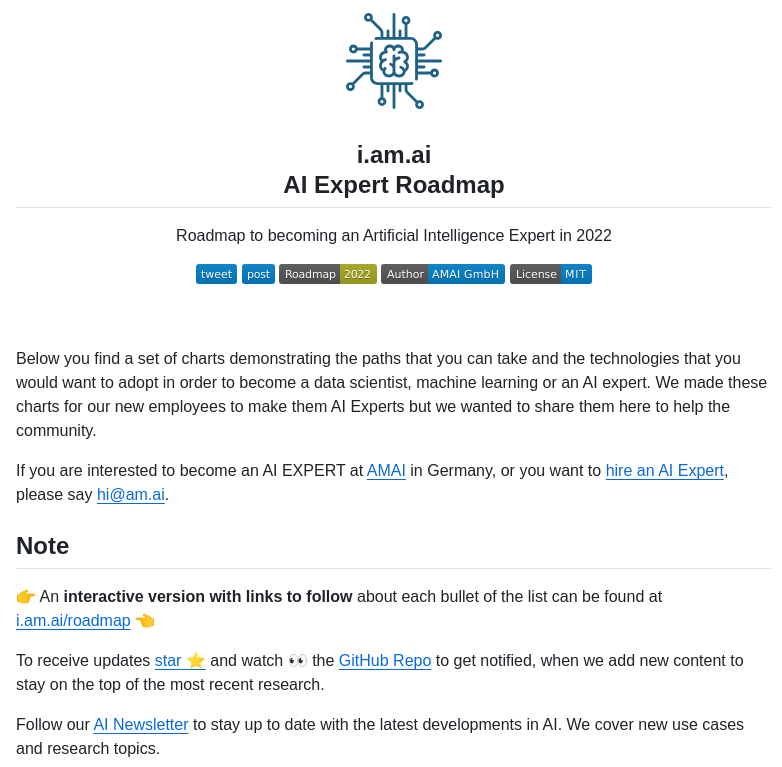 i.am.ai
AI Expert Roadmap
Roadmap to becoming an Artificial Intelligence Expert in 2022
tweet post Roadmap 2022 Author AMAI GmbH License MIT
Below you find a set of charts demonstrating the paths that you can take and the technologies that you
would want to adopt in order to become a data scientist, machine learning or an AI expert. We made these
charts for our new employees to make them AI Experts but we wanted to share them here to help the
community.
If you are interested to become an AI EXPERT at AMAI in Germany, or you want to hire an AI Expert,
please say hi@am.ai.
Note
👉 An interactive version with links to follow about each bullet of the list can be found at
i.am.ai/roadmap 👈
To receive updates star ⭐ and watch 👀 the GitHub Repo to get notified, when we add new content to
stay on the top of the most recent research.
Follow our AI Newsletter to stay up to date with the latest developments in AI. We cover new use cases
and research topics.